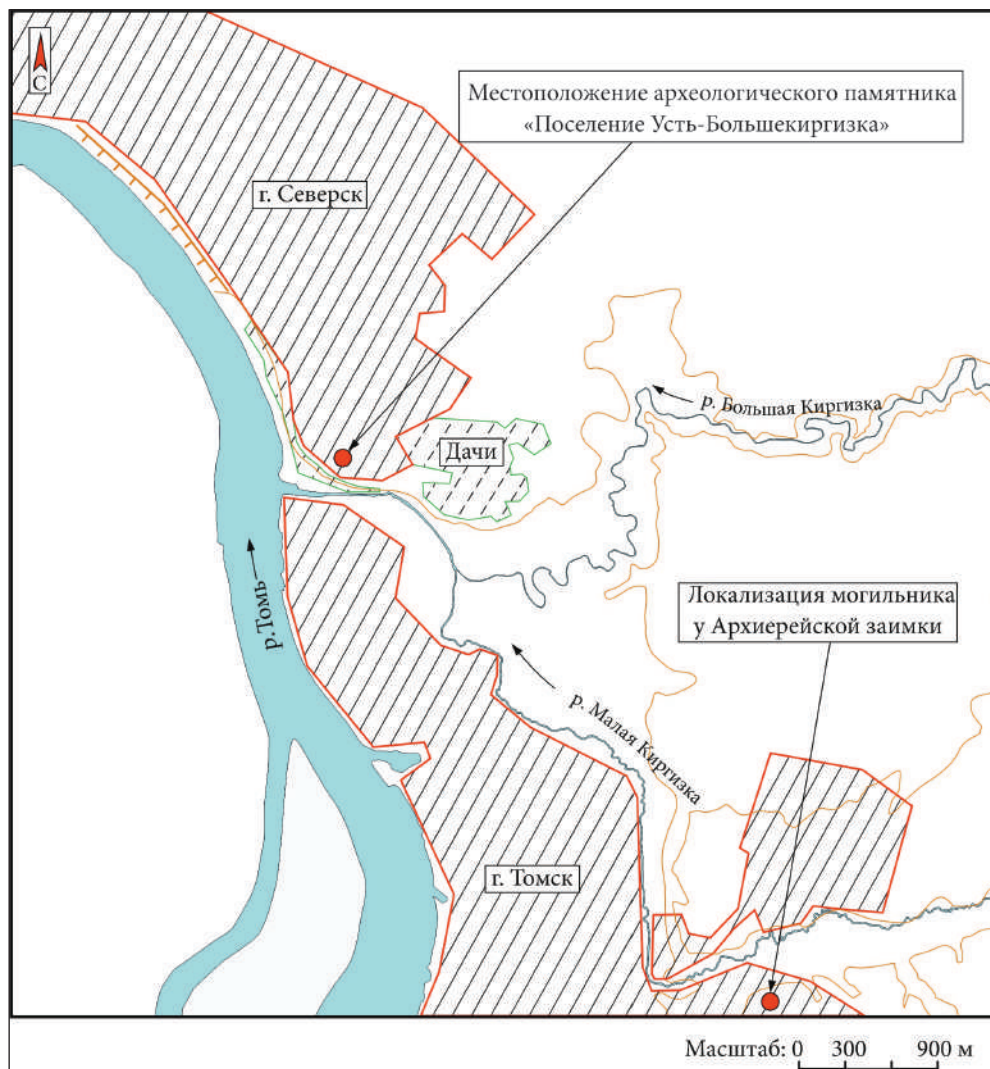 С
Местоположение археологического памятника
«Поселение Усть-Большекиргизка»
г. Северск
р. Большая Киргизка
Дачи
Локализация могильника
у Архиерейской заимки
р.Томь
р. Малая Киргизка
г. Томск
Масштаб: 0 300 900 м